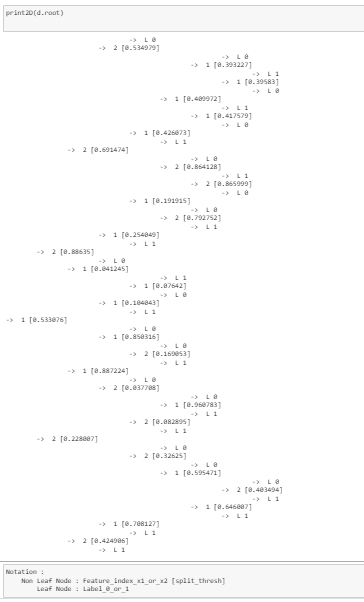 print2D(d.root)
-> L 0
-> 2 [0.534979]
-> L 0
-> 1 [0.393227]
-> L 1
-> 1 [0.39583]
-> L 0
-> 1 [0.409972]
-> L 1
-> 1 [0.417579]
-> L 0
-> 1 [0.426073]
-> L 1
-> 2 [0.691474]
-> L 0
-> 2 [0.864128]
-> L 1
-> 2 [0.865999]
-> L 0
-> 1 [0.191915]
-> L 0
-> 2 [0.792752]
-> L 1
-> 1 [0.254049]
-> L 1
-> 2 [0.88635]
-> L 0
-> 1 [0.041245]
-> L 1
-> 1 [0.07642]
-> L 0
-> 1 [0.104043]
-> L 1
-> 1 [0.533076]
-> L 0
-> 1 [0.850316]
-> L 0
-> 2 [0.169053]
-> L 1
-> 1 [0.887224]
-> L 0
-> 2 [0.037708]
-> L 0
-> 1 [0.960783]
-> L 1
-> 2 [0.082895]
-> L 1
-> 2 [0.228007]
-> L 0
-> 2 [0.32625]
-> L 1
-> 1 [0.595471]
-> L 0
-> 2 [0.403494]
-> L 1
-> 1 [0.646007]
-> L 1
-> 1 [0.708127]
-> L 1
-> 2 [0.424906]
-> L 1
Notation :
Non Leaf Node : Feature_index_x1_or_x2 [split_thresh]
Leaf Node : Label_0_or_1